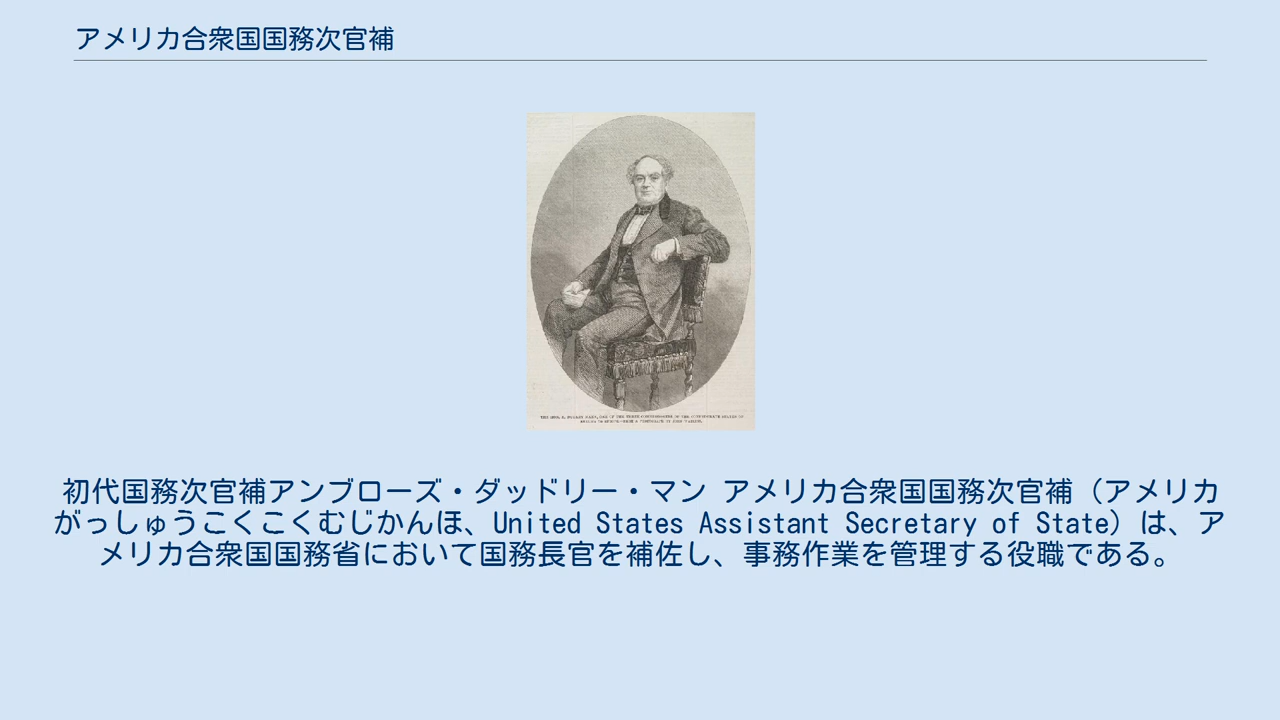 アメリカ合衆国国務次官補
初代国務次官補アンブローズ・ダッドリー・マン アメリカ合衆国国務次官補（アメリカ
がっしゅうこくこくむじかんほ、United States Assistant Secretary of State）は、ア
メリカ合衆国国務省において国務長官を補佐し、事務作業を管理する役職である。